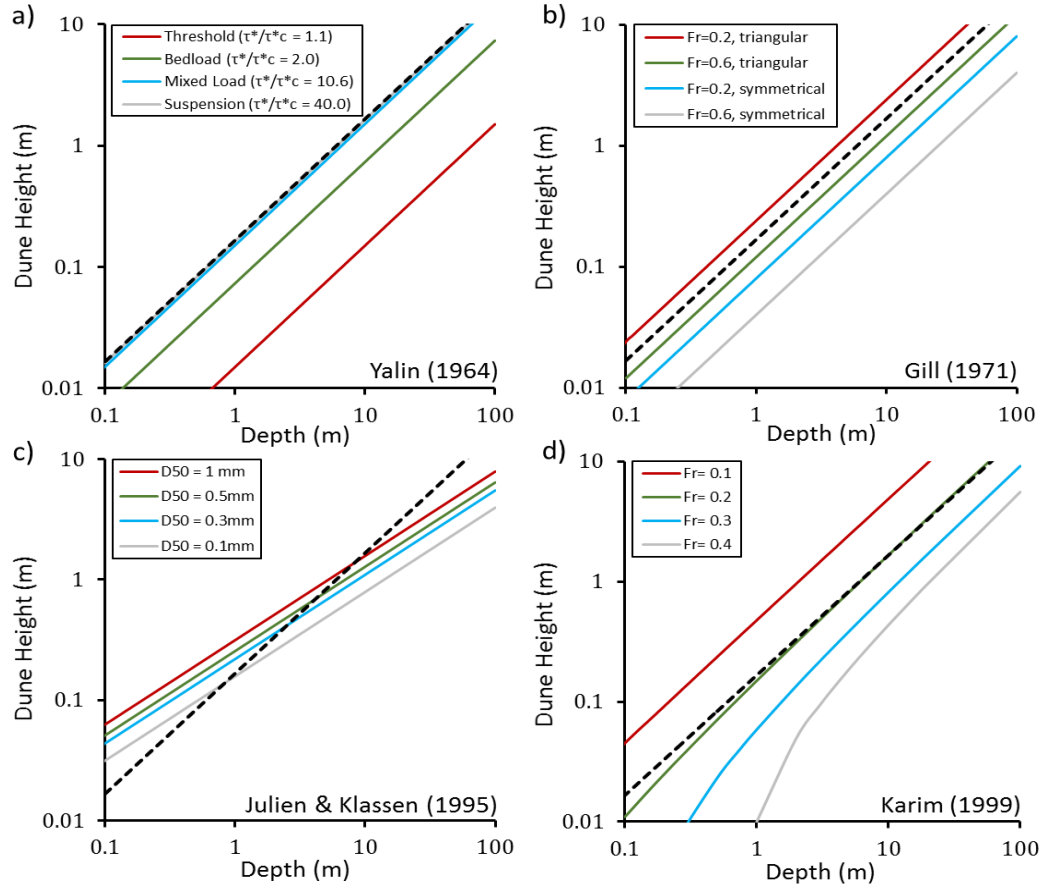 a)
10
1
0.1
0.01
Dune Height (m)
Threshold (τ*/τ*c = 1.1)
Bedload (τ*/τ*c = 2.0)
Mixed Load (τ*/τ*c = 10.6)
Suspension (τ*/τ*c = 40.0)
Yalin (1964)
0.1 1 10 100
Depth (m)
b)
10
1
0.1
0.01
Dune Height (m)
Fr=0.2, triangular
Fr=0.6, triangular
Fr=0.2, symmetrical
Fr=0.6, symmetrical
Gill (1971)
0.1 1 10 100
Depth (m)
c)
10
1
0.1
0.01
Dune Height (m)
D50 = 1 mm
D50 = 0.5mm
D50 = 0.3mm
D50 = 0.1mm
Julien & Klassen (1995)
0.1 1 10 100
Depth (m)
d)
10
1
0.1
0.01
Dune Height (m)
Fr= 0.1
Fr= 0.2
Fr= 0.3
Fr= 0.4
Karim (1999)
0.1 1 10 100
Depth (m)